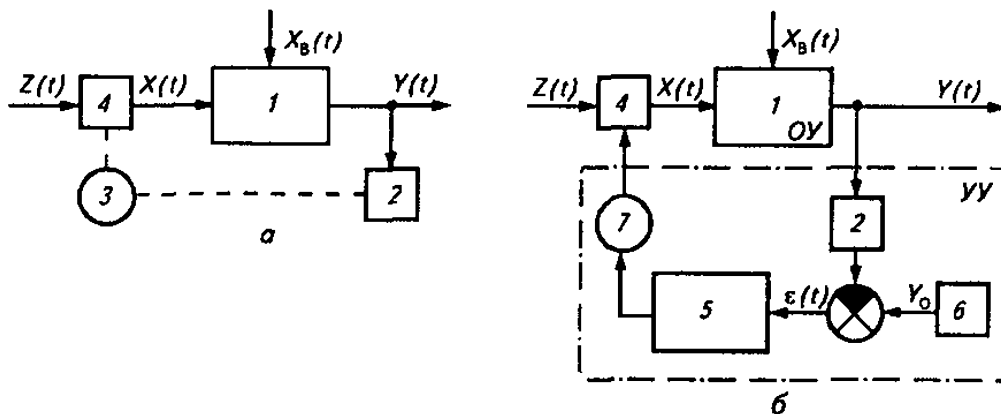 X_B(t)
Z(t) 4 X(t) 1 Y(t)
3 2
а
X_B(t)
Z(t) 4 X(t) 1 Y(t)
ОУ
УУ
7 2
5 ε(t) Y_0 6
б